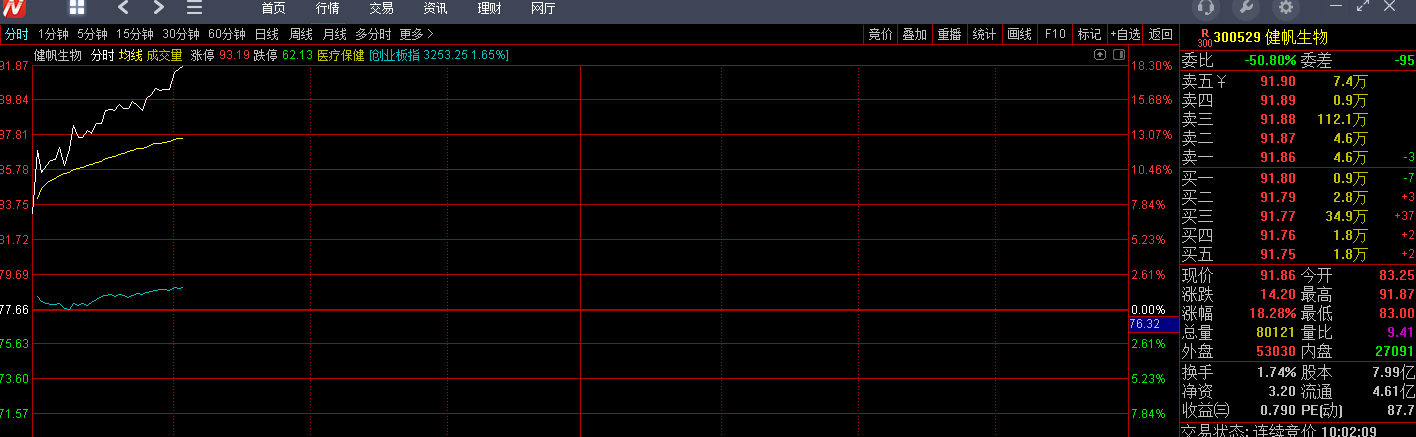 首页 行情 交易 资讯 理财 网厅
分时 1分钟 5分钟 15分钟 30分钟 60分钟 日线 周线 月线 多分时 更多 竞价 叠加 重播 统计 画线 F10 标记 +自选 返回
健帆生物 分时 均线 成交量 涨停 93.19 跌停 62.13 医疗保健 [创业板指 3253.25 1.65%]
91.87 18.30%
89.84 15.68%
87.81 13.07%
85.78 10.46%
83.75 7.84%
81.72 5.23%
79.69 2.61%
77.66 0.00%
76.32
75.63 2.61%
73.60 5.23%
71.57 7.84%
R 300 300529 健帆生物
委比 -50.80% 委差 -95
卖五¥ 91.90 7.4万
卖四 91.89 0.9万
卖三 91.88 112.1万
卖二 91.87 4.6万
卖一 91.86 4.6万 -3
买一 91.80 0.9万 -7
买二 91.79 2.8万 +3
买三 91.77 34.9万 +37
买四 91.76 1.8万 +2
买五 91.75 1.8万 +2
现价 91.86 今开 83.25
涨跌 14.20 最高 91.87
涨幅 18.28% 最低 83.00
总量 80121 量比 9.41
外盘 53030 内盘 27091
换手 1.74% 股本 7.99亿
净资 3.20 流通 4.61亿
收益㈢ 0.790 PE(动) 87.7
交易状态: 连续竞价 10:02:09